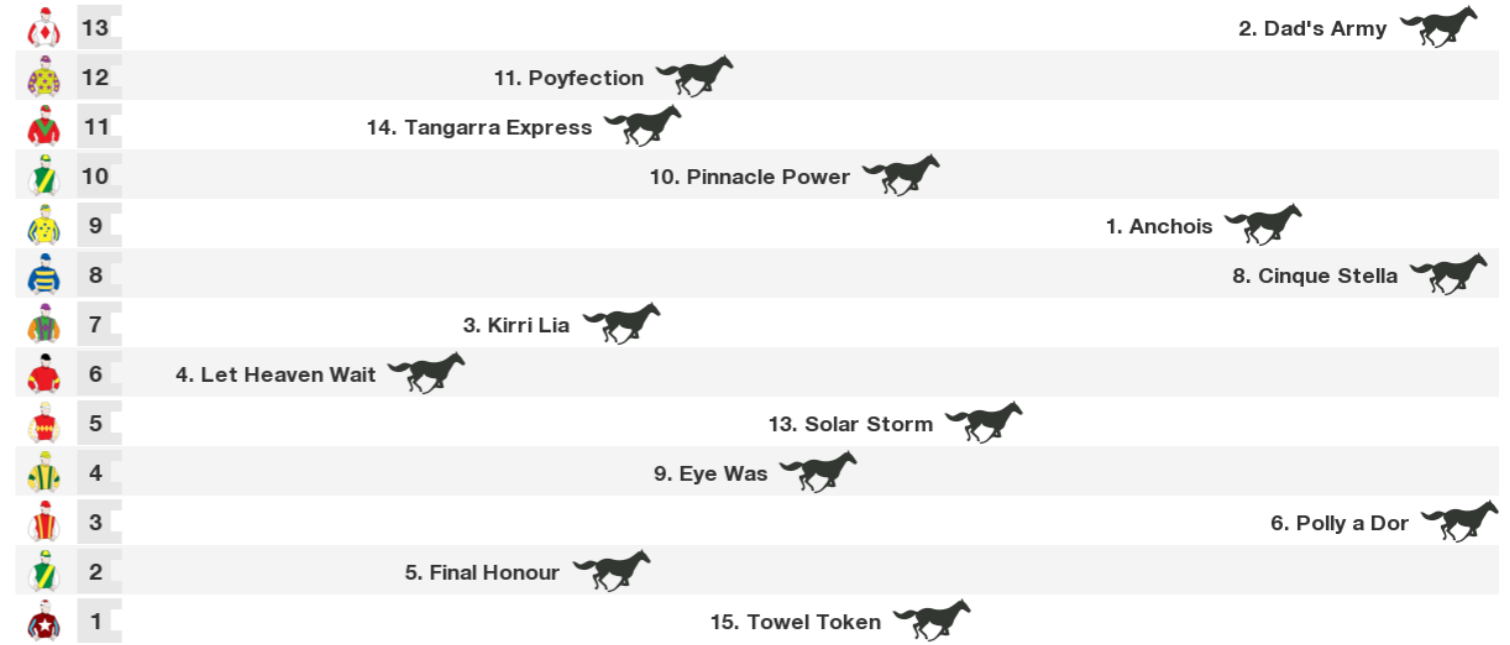 13 2. Dad's Army
12 11. Poyfection
11 14. Tangarra Express
10 10. Pinnacle Power
9 1. Anchois
8 8. Cinque Stella
7 3. Kirri Lia
6 4. Let Heaven Wait
5 13. Solar Storm
4 9. Eye Was
3 6. Polly a Dor
2 5. Final Honour
1 15. Towel Token